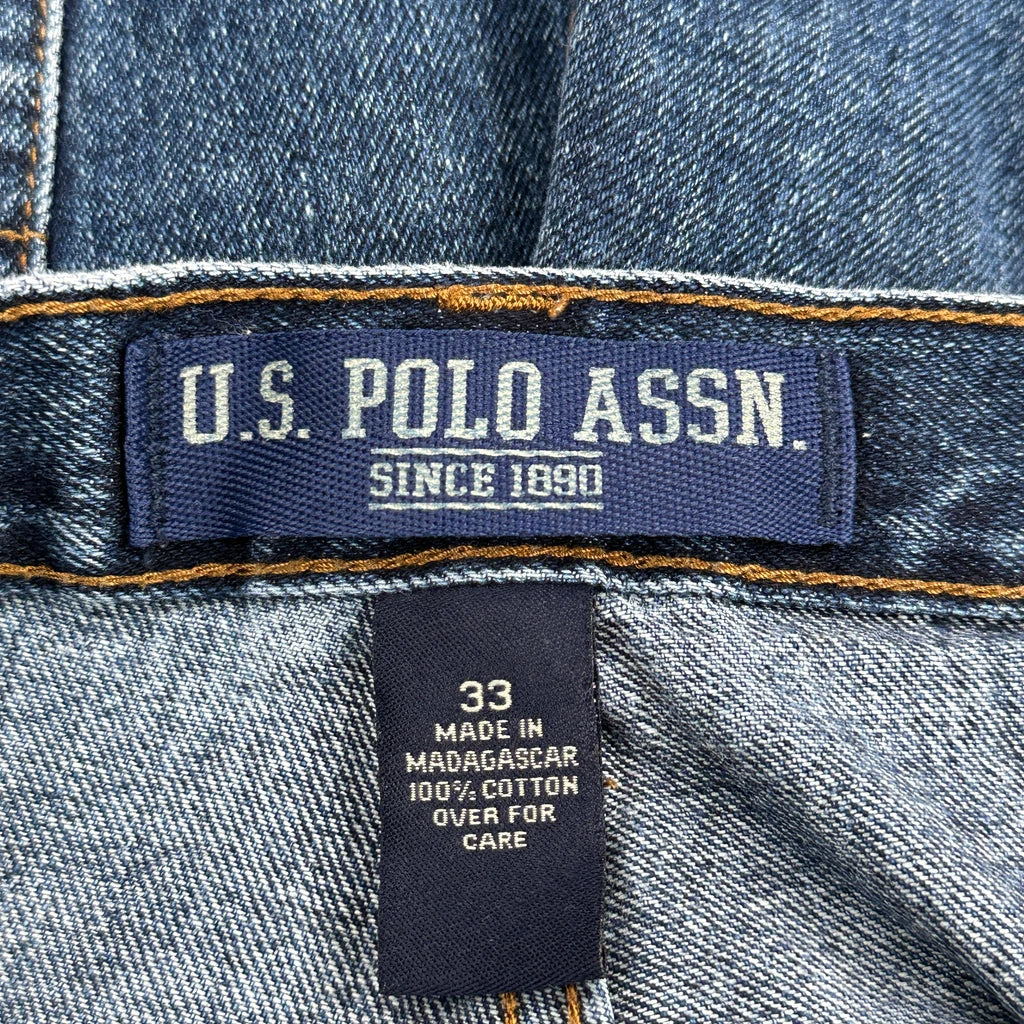 U.S. POLO ASSN.
SINCE 1890
33
MADE IN
MADAGASCAR
100% COTTON
OVER FOR
CARE